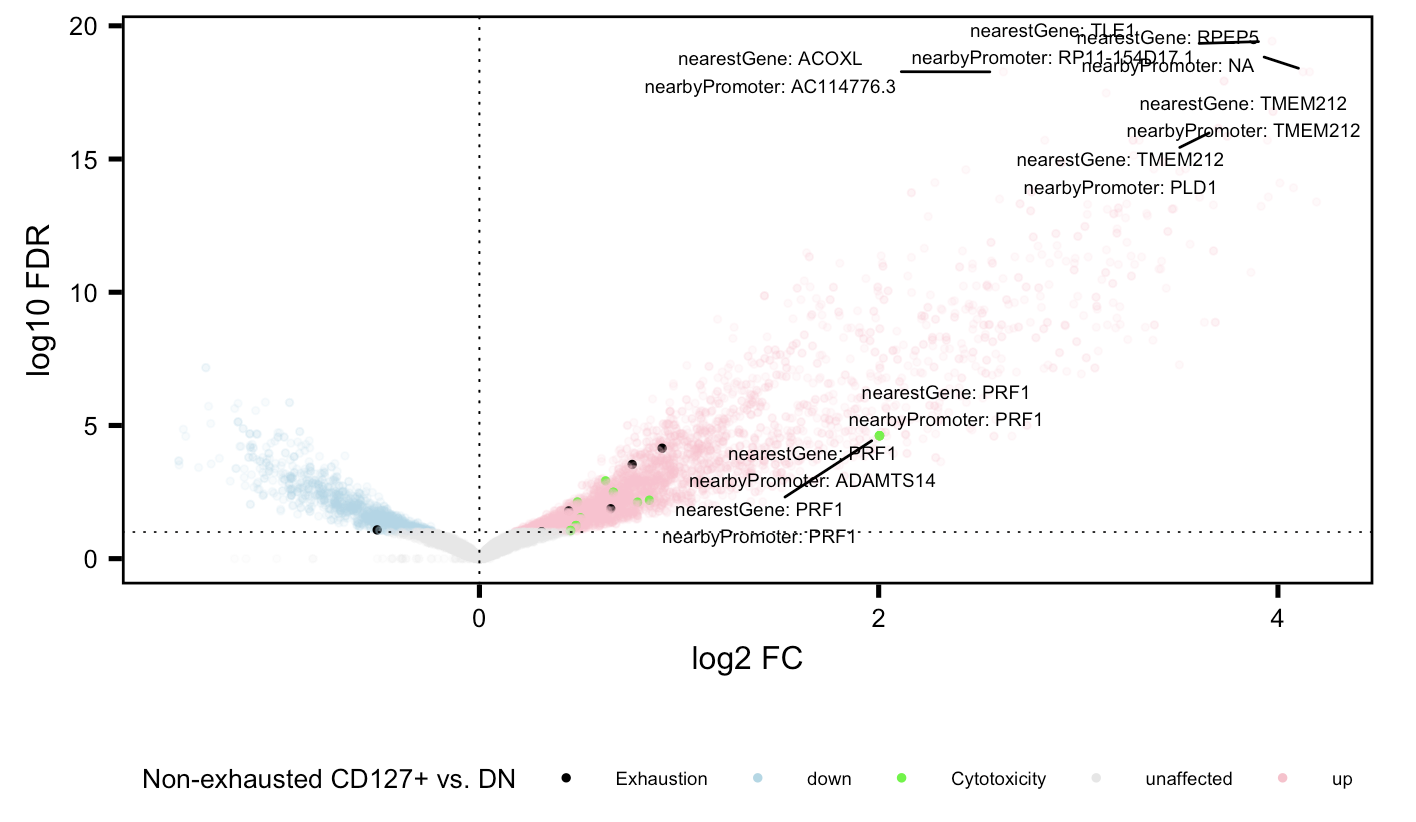 20
15
10
5
0
log10 FDR
nearestGene: TLE1
nearbyPromoter: RP11-154D17.1
nearestGene: RPEP5
nearbyPromoter: NA
nearestGene: ACOXL
nearbyPromoter: AC114776.3
nearestGene: TMEM212
nearbyPromoter: TMEM212
nearestGene: TMEM212
nearbyPromoter: PLD1
nearestGene: PRF1
nearbyPromoter: PRF1
nearestGene: PRF1
nearbyPromoter: ADAMTS14
nearestGene: PRF1
nearbyPromoter: PRF1
0
2
4
log2 FC
Non-exhausted CD127+ vs. DN
Exhaustion
down
Cytotoxicity
unaffected
up